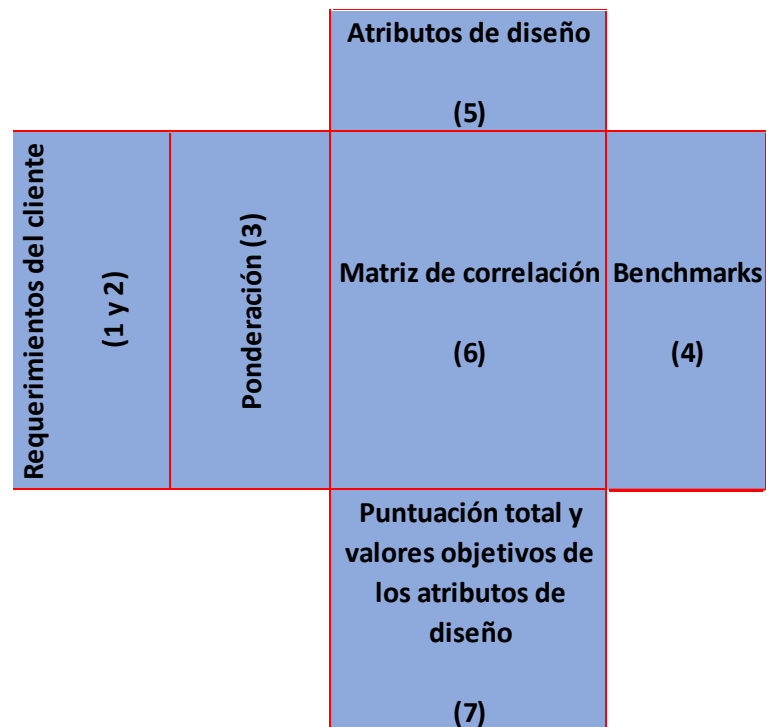 Atributos de diseño
(5)
Requerimientos del cliente
(1 y 2)
Ponderación (3)
Matriz de correlación
(6)
Benchmarks
(4)
Puntuación total y
valores objetivos de
los atributos de
diseño
(7)